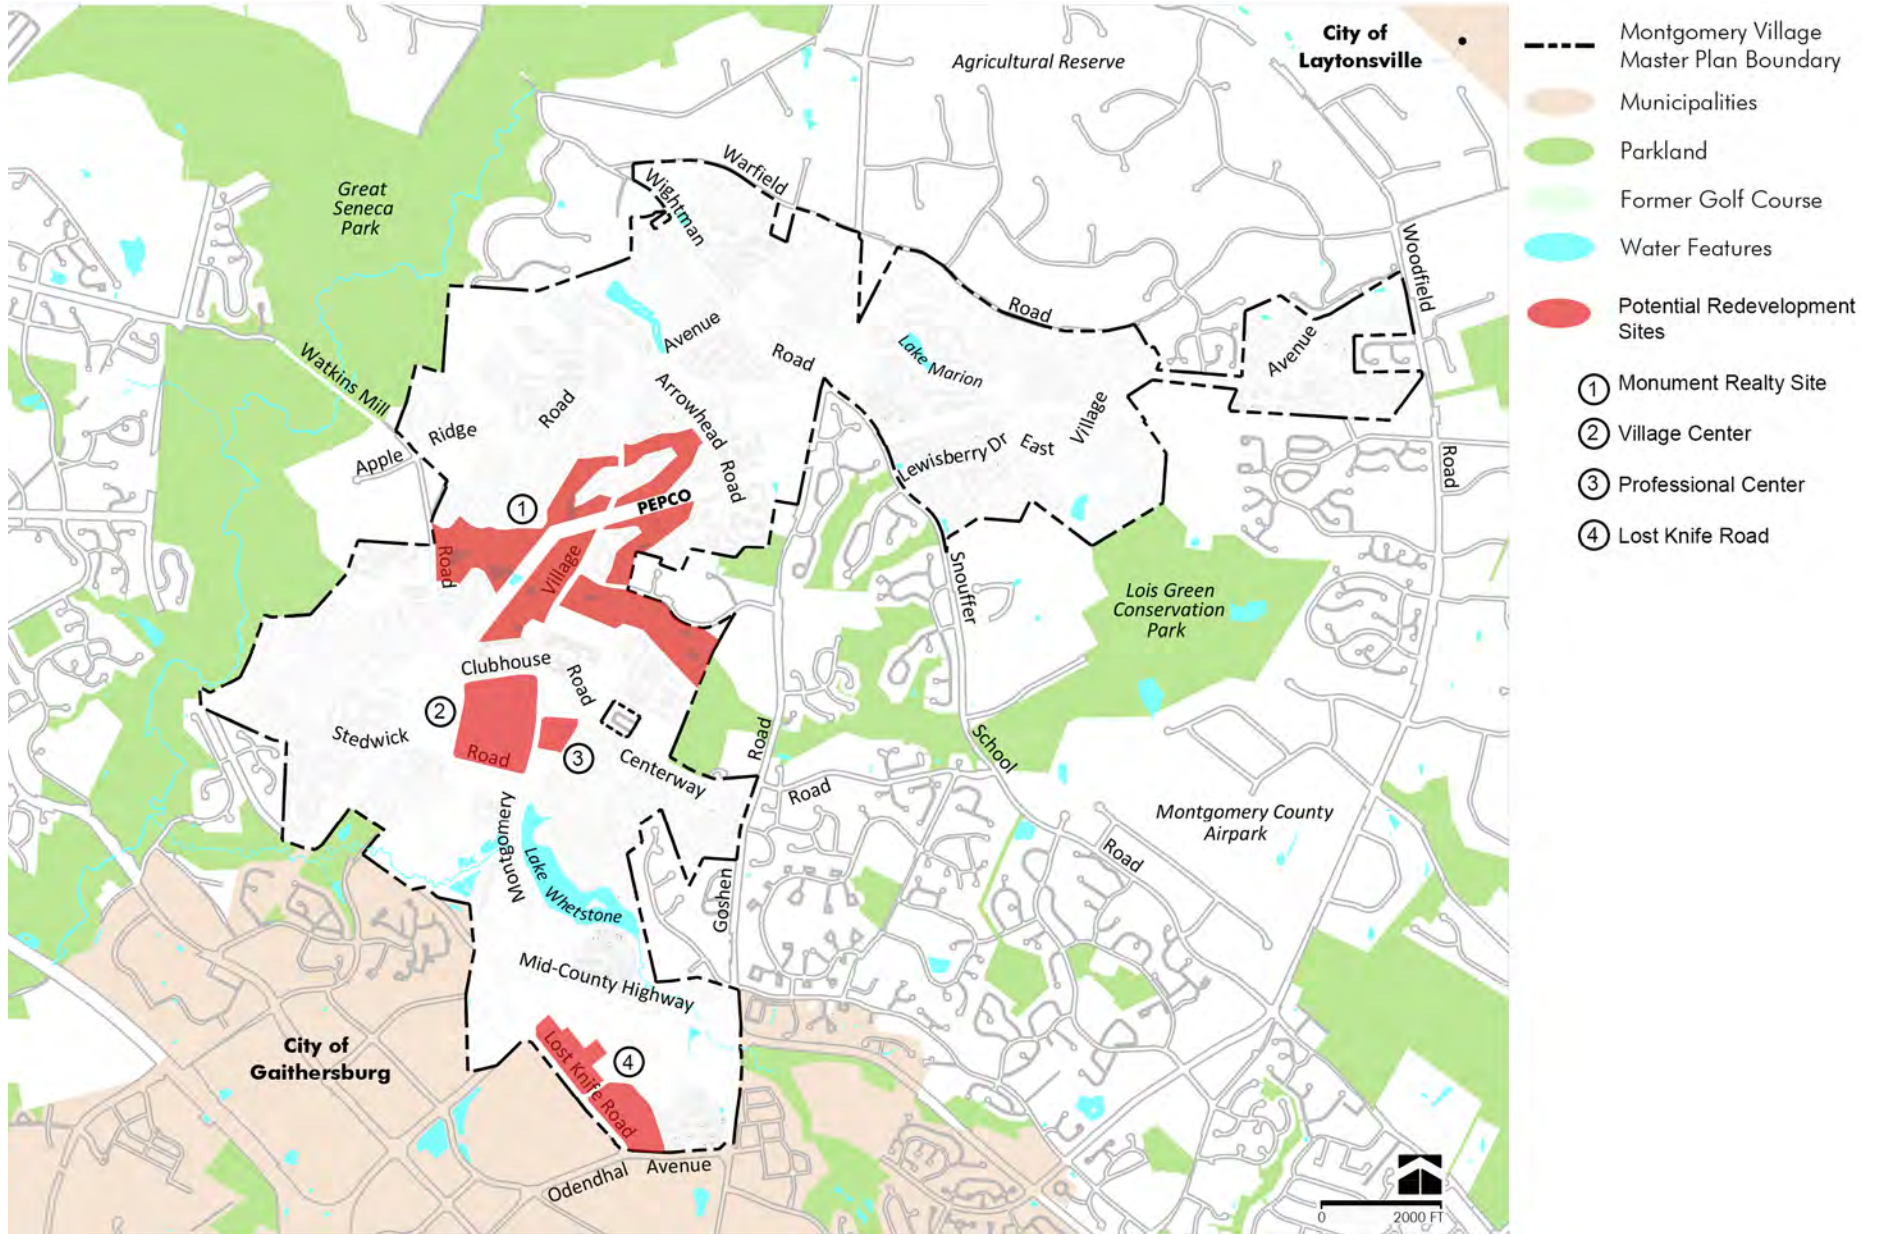 City of
Laytonsville
Agricultural Reserve
Warfield
Wightman
Great
Seneca
Park
Woodfield
Road
Avenue
Avenue
Road
Lake Marion
Watkins Mill
Arrowhead
Road
Road
Village
East
Lewisberry Dr
Ridge
Apple
Road
1
PEPCO
Road
Village
Snouffer
Lois Green
Conservation
Park
Clubhouse
Road
2
Stedwick
Road
3
Centerway
Road
School
Road
Montgomery
Montgomery County
Airpark
Road
Lake Whetstone
Goshen
Mid-County Highway
City of
Gaithersburg
Lost Knife Road
4
Odendhal Avenue
0
2000 FT
Montgomery Village
Master Plan Boundary
Municipalities
Parkland
Former Golf Course
Water Features
Potential Redevelopment
Sites
1 Monument Realty Site
2 Village Center
3 Professional Center
4 Lost Knife Road